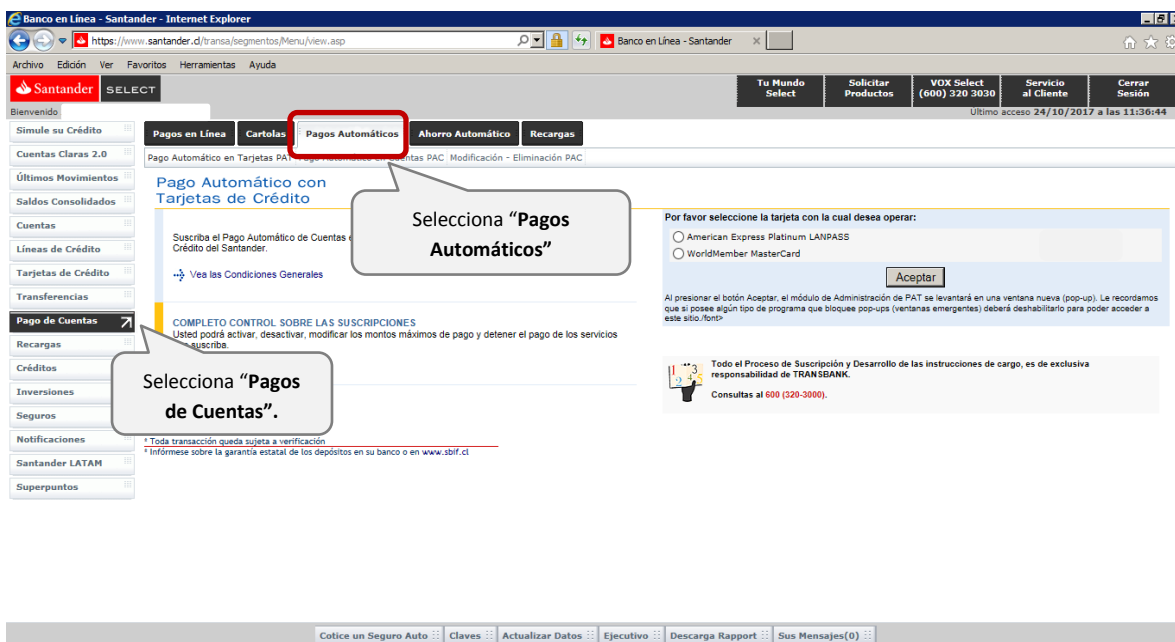 Banco en Línea - Santander - Internet Explorer
https://www.santander.cl/transa/segmentos/Menu/view.asp
Banco en Línea - Santander
Archivo Edición Ver Favoritos Herramientas Ayuda
Santander SELECT
Tu Mundo Select
Solicitar Productos
VOX Select (600) 320 3030
Servicio al Cliente
Cerrar Sesión
Bienvenido
Último acceso 24/10/2017 a las 11:36:44
Simule su Crédito
Cuentas Claras 2.0
Últimos Movimientos
Saldos Consolidados
Cuentas
Líneas de Crédito
Tarjetas de Crédito
Transferencias
Pago de Cuentas
Recargas
Créditos
Inversiones
Seguros
Notificaciones
Santander LATAM
Superpuntos
Pagos en Línea Cartolas Pagos Automáticos Ahorro Automático Recargas
Pago Automático en Tarjetas PAT Pago Automático en Cuentas PAC Modificación - Eliminación PAC
Pago Automático con
Tarjetas de Crédito
Selecciona “Pagos
Automáticos”
Suscriba el Pago Automático de Cuentas
Crédito del Santander.
Vea las Condiciones Generales
COMPLETO CONTROL SOBRE LAS SUSCRIPCIONES
Usted podrá activar, desactivar, modificar los montos máximos de pago y detener el pago de los servicios
suscriba.
Selecciona “Pagos
de Cuentas”.
Por favor seleccione la tarjeta con la cual desea operar:
American Express Platinum LANPASS
WorldMember MasterCard
Aceptar
Al presionar el botón Aceptar, el módulo de Administración de PAT se levantará en una ventana nueva (pop-up). Le recordamos
que si posee algún tipo de programa que bloquee pop-ups (ventanas emergentes) deberá deshabilitarlo para poder acceder a
este sitio./font>
1 3
2 4 5
Todo el Proceso de Suscripción y Desarrollo de las instrucciones de cargo, es de exclusiva
responsabilidad de TRANSBANK.
Consultas al 600 (320-3000).
* Toda transacción queda sujeta a verificación
* Infórmese sobre la garantía estatal de los depósitos en su banco o en www.sbif.cl
Cotice un Seguro Auto Claves Actualizar Datos Ejecutivo Descarga Rapport Sus Mensajes(0)